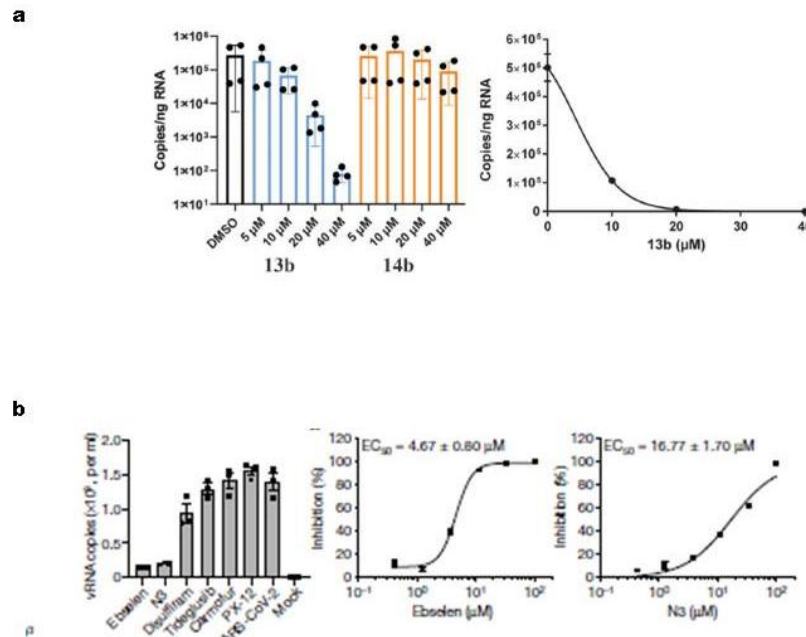 a
Copies/ng RNA
1×10⁶
1×10⁵
1×10⁴
1×10³
1×10²
1×10¹
DMSO
5 µM
10 µM
20 µM
40 µM
5 µM
10 µM
20 µM
40 µM
13b
14b
Copies/ng RNA
6×10⁵
5×10⁵
4×10⁵
3×10⁵
2×10⁵
1×10⁵
0
0 10 20 30 40
13b (µM)
b
vRNA copies (×10⁹, per ml)
2.0
1.5
1.0
0.5
0
Ebselen
N3
Disulfiram
Tideglusib
Carmofur
PX-12
ARS-CoV-2
Mock
EC₅₀ = 4.67 ± 0.80 µM
Inhibition (%)
120
100
80
60
40
20
0
10⁻¹ 10⁰ 10¹ 10²
Ebselen (µM)
EC₅₀ = 16.77 ± 1.70 µM
Inhibition (%)
120
100
80
60
40
20
0
10⁻¹ 10⁰ 10¹ 10²
N3 (µM)